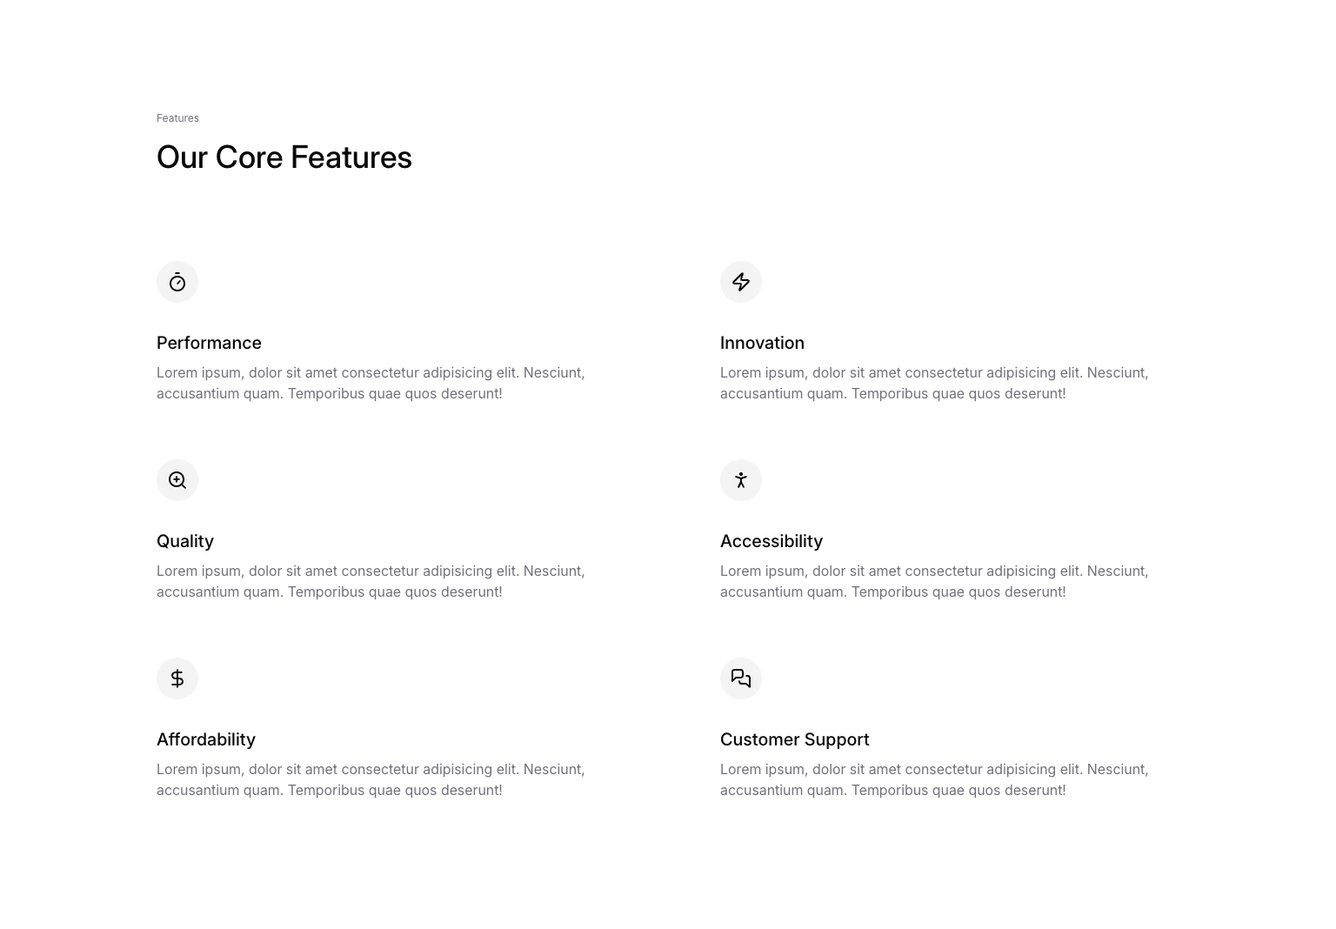 Features
Our Core Features
Performance
Lorem ipsum, dolor sit amet consectetur adipisicing elit. Nesciunt,
accusantium quam. Temporibus quae quos deserunt!
Innovation
Lorem ipsum, dolor sit amet consectetur adipisicing elit. Nesciunt,
accusantium quam. Temporibus quae quos deserunt!
Quality
Lorem ipsum, dolor sit amet consectetur adipisicing elit. Nesciunt,
accusantium quam. Temporibus quae quos deserunt!
Accessibility
Lorem ipsum, dolor sit amet consectetur adipisicing elit. Nesciunt,
accusantium quam. Temporibus quae quos deserunt!
Affordability
Lorem ipsum, dolor sit amet consectetur adipisicing elit. Nesciunt,
accusantium quam. Temporibus quae quos deserunt!
Customer Support
Lorem ipsum, dolor sit amet consectetur adipisicing elit. Nesciunt,
accusantium quam. Temporibus quae quos deserunt!